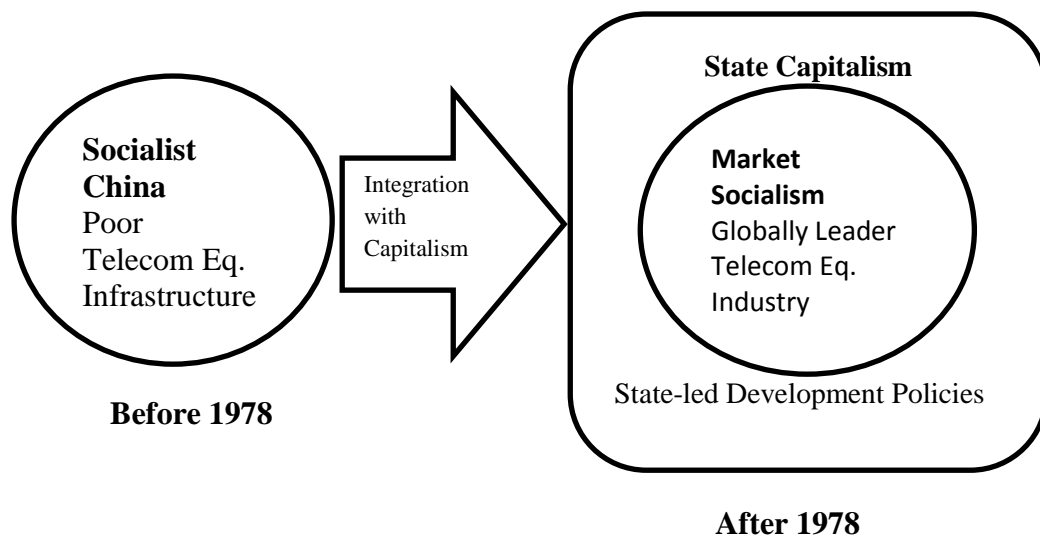 Socialist
China
Poor
Telecom Eq.
Infrastructure
Before 1978
Integration
with
Capitalism
State Capitalism
Market
Socialism
Globally Leader
Telecom Eq.
Industry
State-led Development Policies
After 1978